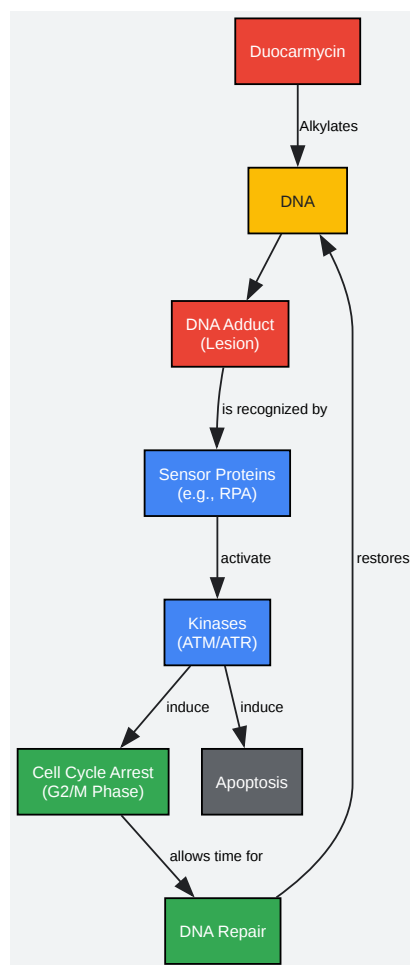 Duocarmycin
Alkylates
DNA
DNA Adduct
(Lesion)
is recognized by
Sensor Proteins
(e.g., RPA)
activate
restores
Kinases
(ATM/ATR)
induce
induce
Cell Cycle Arrest
(G2/M Phase)
Apoptosis
allows time for
DNA Repair